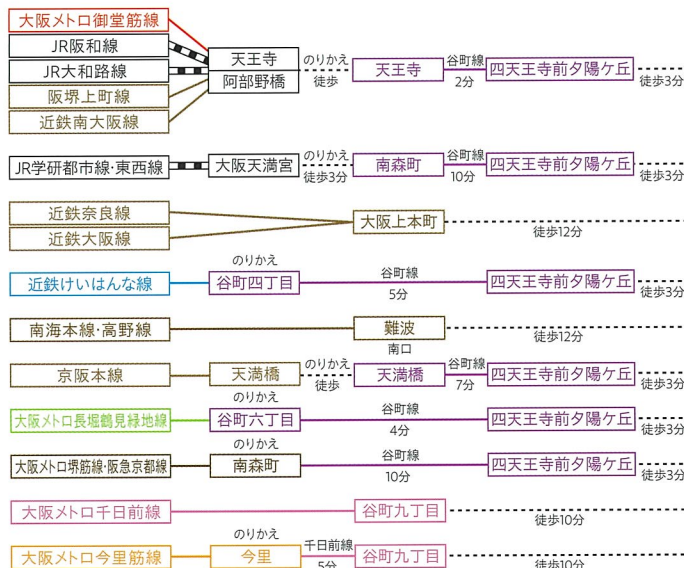 大阪メトロ御堂筋線
JR阪和線
JR大和路線
阪堺上町線
近鉄南大阪線
天王寺
阿部野橋
のりかえ
徒歩
天王寺
谷町線
2分
四天王寺前夕陽ケ丘
徒歩3分
JR学研都市線･東西線
大阪天満宮
のりかえ
徒歩3分
南森町
谷町線
10分
四天王寺前夕陽ケ丘
徒歩3分
近鉄奈良線
近鉄大阪線
大阪上本町
徒歩12分
近鉄けいはんな線
のりかえ
谷町四丁目
谷町線
5分
四天王寺前夕陽ケ丘
徒歩3分
南海本線･高野線
難波
南口
徒歩12分
京阪本線
天満橋
のりかえ
徒歩
天満橋
谷町線
7分
四天王寺前夕陽ケ丘
徒歩3分
大阪メトロ長堀鶴見緑地線
のりかえ
谷町六丁目
谷町線
4分
四天王寺前夕陽ケ丘
徒歩3分
大阪メトロ堺筋線･阪急京都線
のりかえ
南森町
谷町線
10分
四天王寺前夕陽ケ丘
徒歩3分
大阪メトロ千日前線
谷町九丁目
徒歩10分
大阪メトロ今里筋線
のりかえ
今里
千日前線
5分
谷町九丁目
徒歩10分